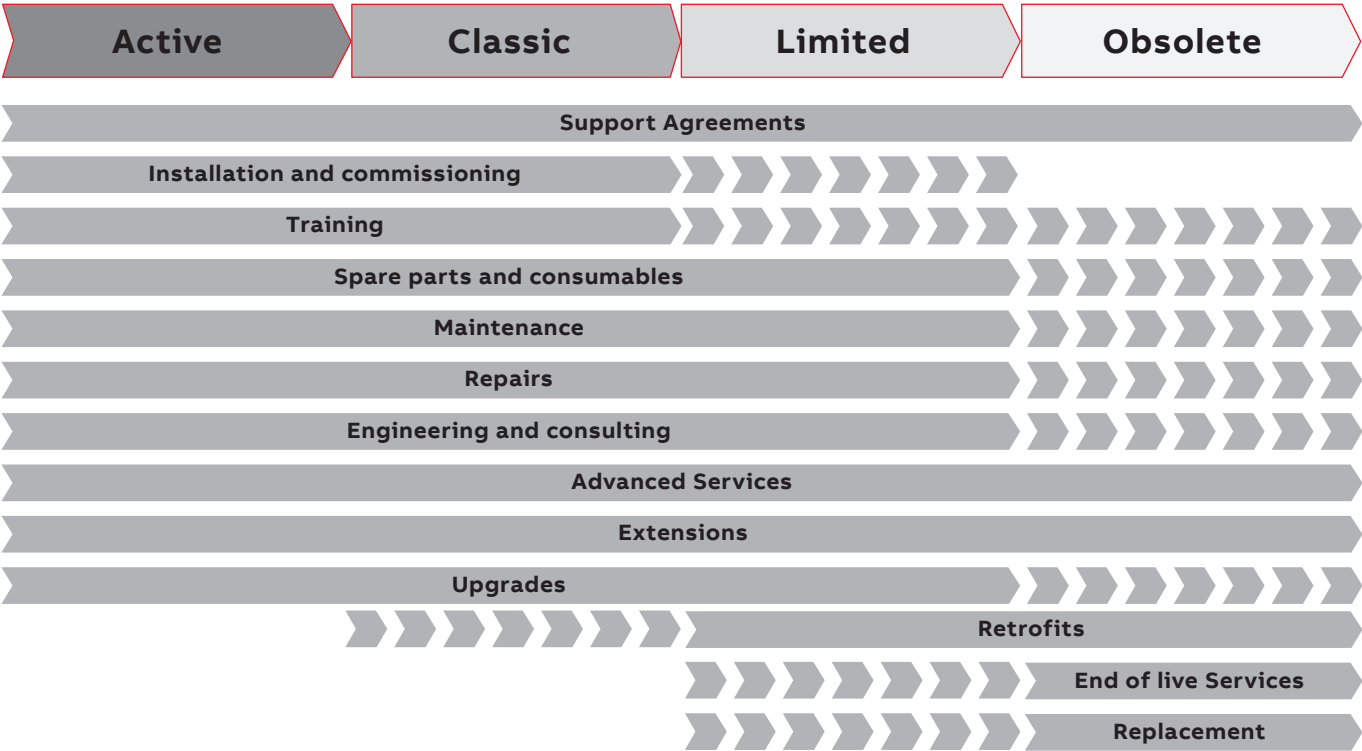 Active
Classic
Limited
Obsolete
Support Agreements
Installation and commissioning
Training
Spare parts and consumables
Maintenance
Repairs
Engineering and consulting
Advanced Services
Extensions
Upgrades
Retrofits
End of live Services
Replacement